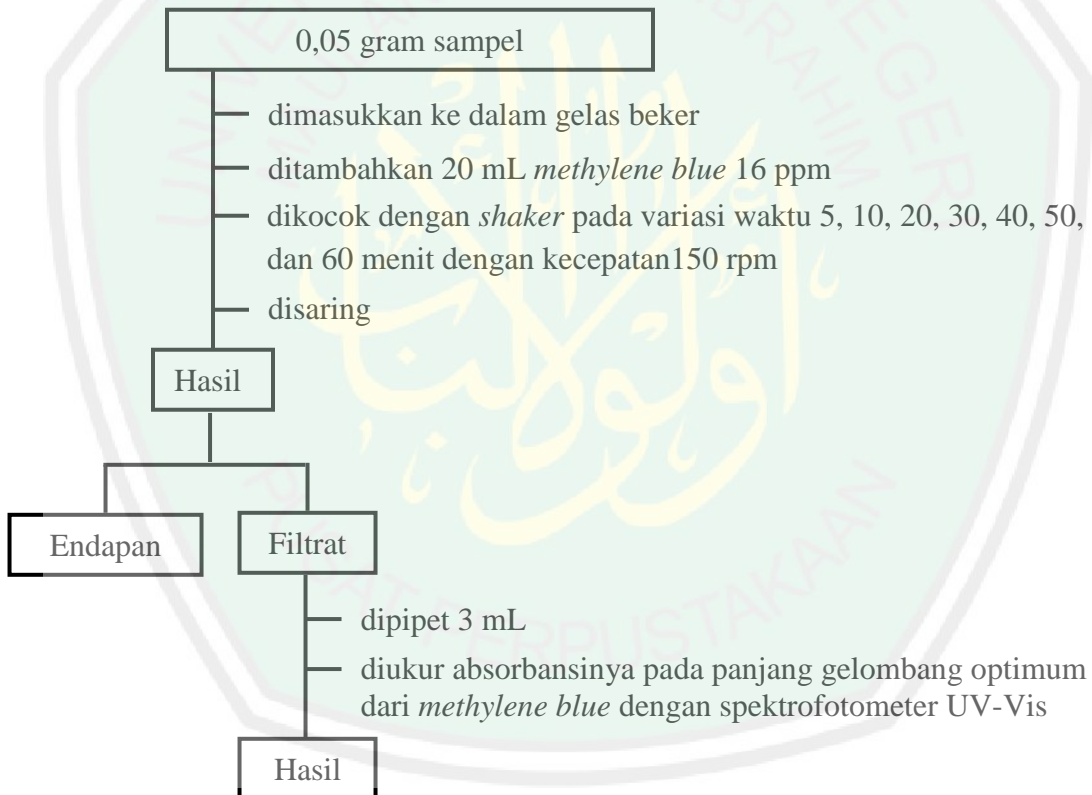 0,05 gram sampel
dimasukkan ke dalam gelas beker
ditambahkan 20 mL methylene blue 16 ppm
dikocok dengan shaker pada variasi waktu 5, 10, 20, 30, 40, 50,
dan 60 menit dengan kecepatan150 rpm
disaring
Hasil
Endapan
Filtrat
dipipet 3 mL
diukur absorbansinya pada panjang gelombang optimum
dari methylene blue dengan spektrofotometer UV-Vis
Hasil
PUSAT PERPUSTAKAAN